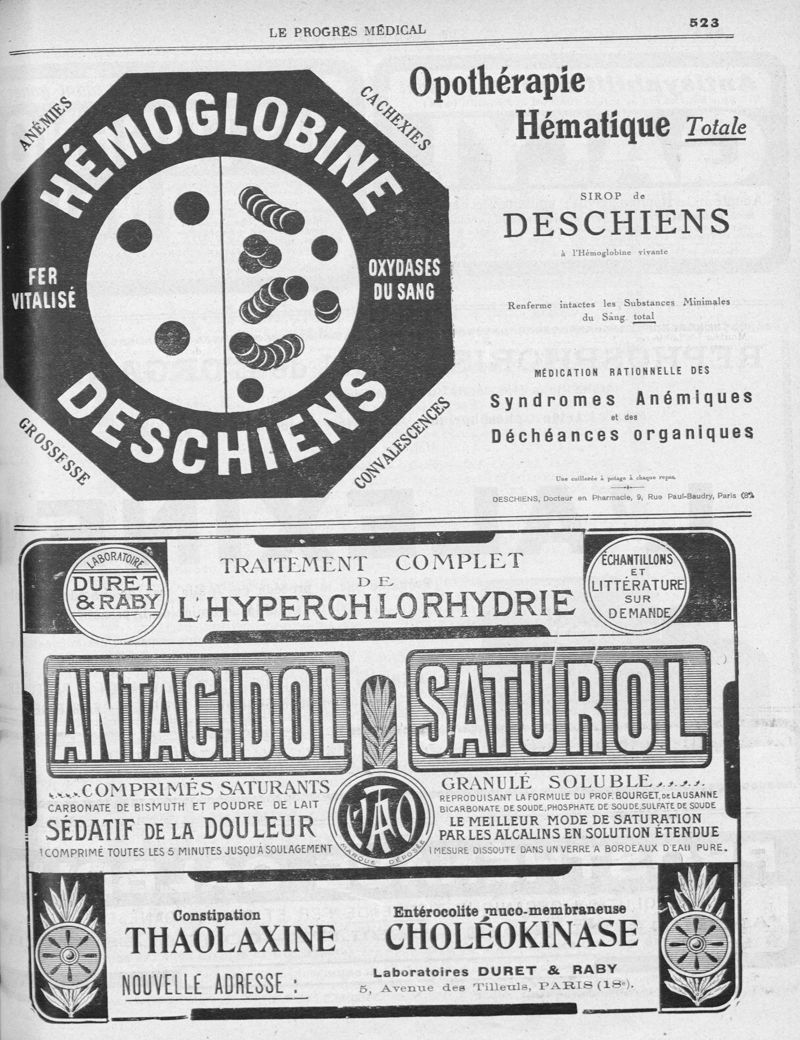 LE PROGRÈS MÉDICAL
523
ANÉMIES
CACHEXIES
HÉMOGLOBINE
FER
VITALISÉ
OXYDASES
DU SANG
DESCHIENS
GROSSESSE
CONVALESCENCES
Opothérapie
Hématique Totale
SIROP de
DESCHIENS
à l'Hémoglobine vivante
Renferme intactes les Substances Minimales
du Sang total
MÉDICATION RATIONNELLE DES
Syndromes Anémiques
et des
Déchéances organiques
Une cuillerée à potage à chaque repas.
DESCHIENS, Docteur en Pharmacie, 9, Rue Paul-Baudry, Paris (8e).
LABORATOIRE
DURET
& RABY
TRAITEMENT COMPLET
DE
L'HYPERCHLORHYDRIE
ÉCHANTILLONS
ET
LITTÉRATURE
SUR
DEMANDE
ANTACIDOL
COMPRIMÉS SATURANTS
CARBONATE DE BISMUTH ET POUDRE DE LAIT
SÉDATIF DE LA DOULEUR
1 COMPRIMÉ TOUTES LES 5 MINUTES JUSQU'À SOULAGEMENT
MARQUE DÉPOSÉE
SATUROL
GRANULÉ SOLUBLE
REPRODUISANT LA FORMULE DU PROF. BOURGET, DE LAUSANNE
BICARBONATE DE SOUDE, PHOSPHATE DE SOUDE, SULFATE DE SOUDE
LE MEILLEUR MODE DE SATURATION
PAR LES ALCALINS EN SOLUTION ÉTENDUE
1 MESURE DISSOUTE DANS UN VERRE A BORDEAUX D'EAU PURE.
Constipation
THAOLAXINE
Entérocolite muco-membraneuse
CHOLÉOKINASE
NOUVELLE ADRESSE :
Laboratoires DURET & RABY
5, Avenue des Tilleuls, PARIS (18e).